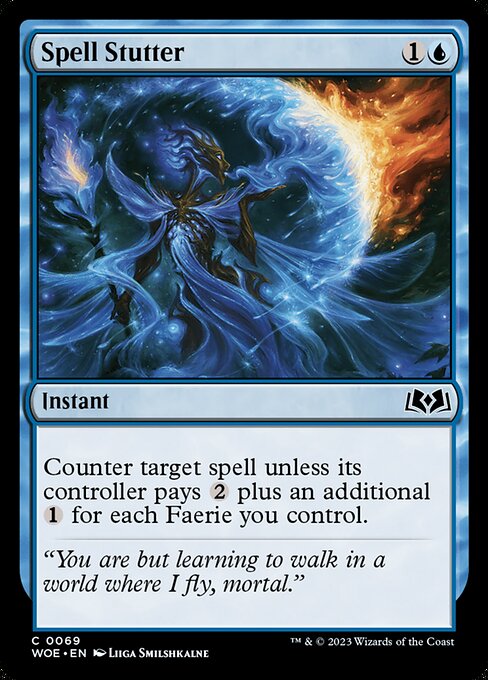 Spell Stutter 1
Instant
Counter target spell unless its
controller pays 2 plus an additional
1 for each Faerie you control.
“You are but learning to walk in a
world where I fly, mortal.”
C 0069
WOE • EN Liiga Smilshkalne
™ & © 2023 Wizards of the Coast